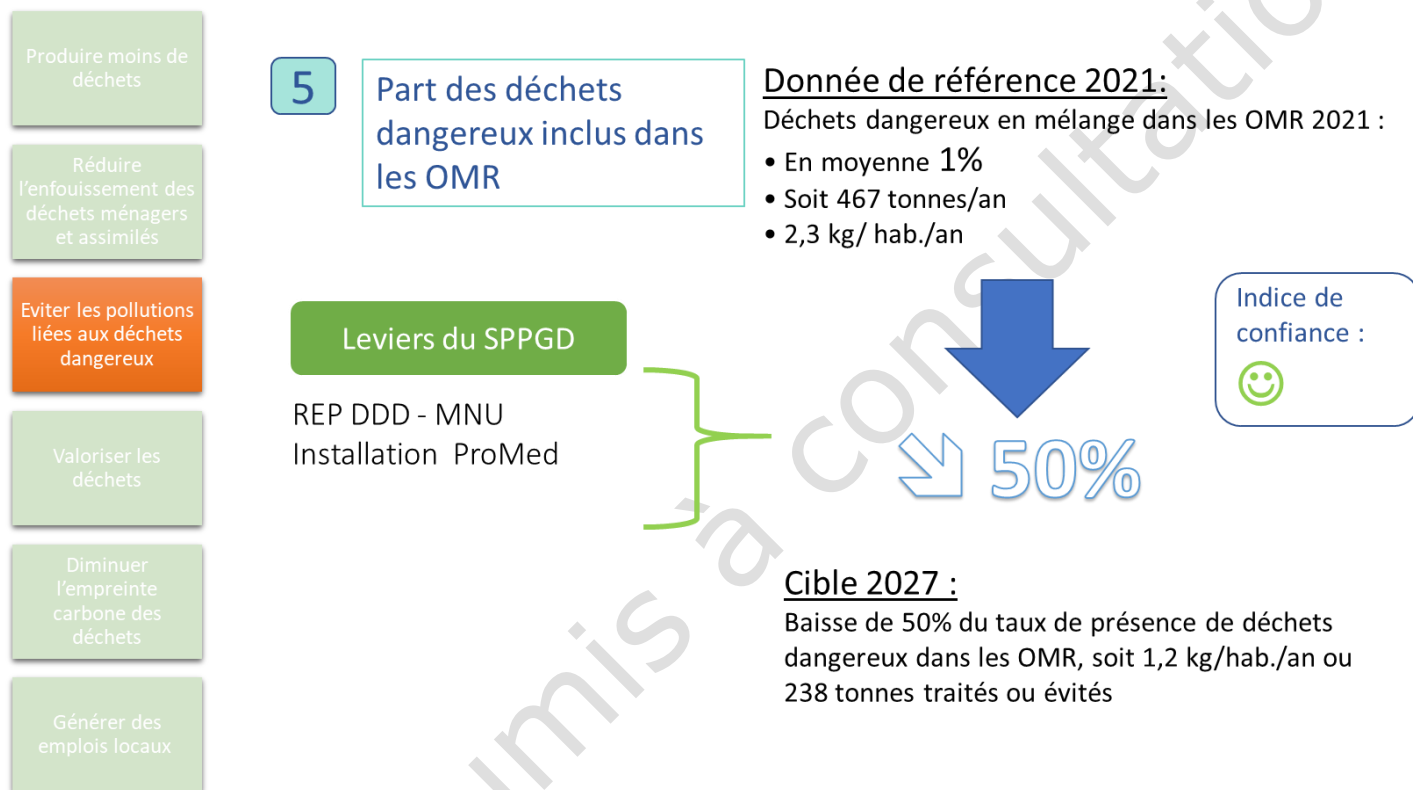 Produire moins de
déchets
Réduire
l'enfouissement des
déchets ménagers
et assimilés
Eviter les pollutions
liées aux déchets
dangereux
Valoriser les
déchets
Diminuer
l'empreinte
carbone des
déchets
Générer des
emplois locaux
5
Part des déchets
dangereux inclus dans
les OMR
Donnée de référence 2021:
Déchets dangereux en mélange dans les OMR 2021 :
• En moyenne 1%
• Soit 467 tonnes/an
• 2,3 kg/ hab./an
Leviers du SPPGD
REP DDD - MNU
Installation ProMed
Indice de
confiance :
50%
Cible 2027 :
Baisse de 50% du taux de présence de déchets
dangereux dans les OMR, soit 1,2 kg/hab./an ou
238 tonnes traités ou évités
umis à consultatio